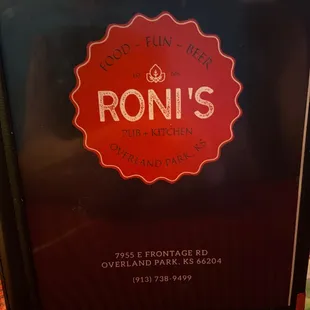 FOOD - FUN - BEER
RONI'S
PUB + KITCHEN
OVERLAND PARK, KS
7955 E FRONTAGE RD
OVERLAND PARK, KS 66204
(913) 738-9499